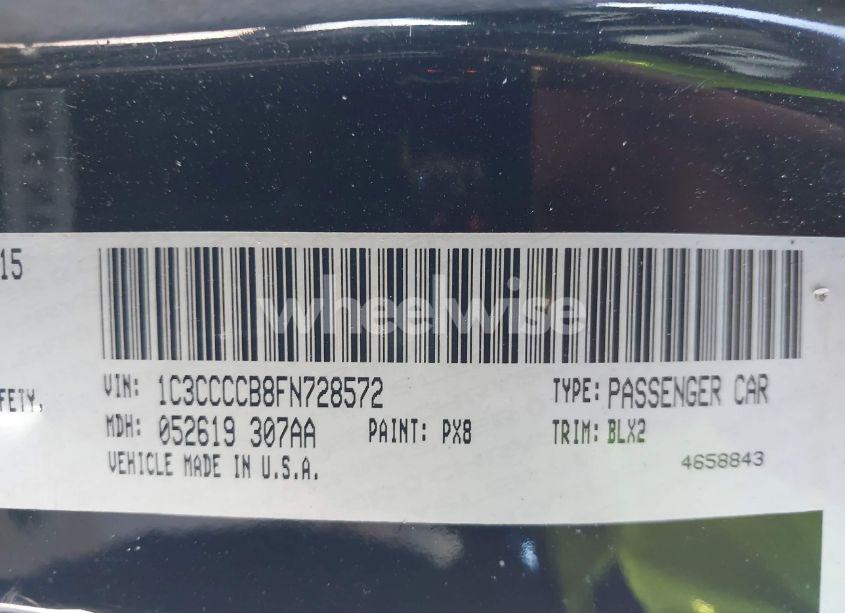 15
wheelwise
VIN: 1C3CCCCB8FN728572 TYPE: PASSENGER CAR
FETY,
MDH: 052619 307AA PAINT: PX8 TRIM: BLX2
VEHICLE MADE IN U.S.A. 4658843